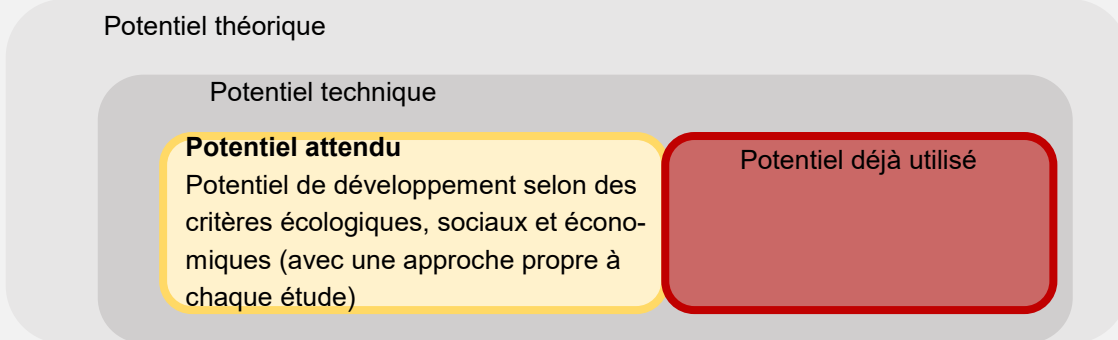 Potentiel théorique
Potentiel technique
Potentiel attendu
Potentiel de développement selon des
critères écologiques, sociaux et écono-
miques (avec une approche propre à
chaque étude)
Potentiel déjà utilisé